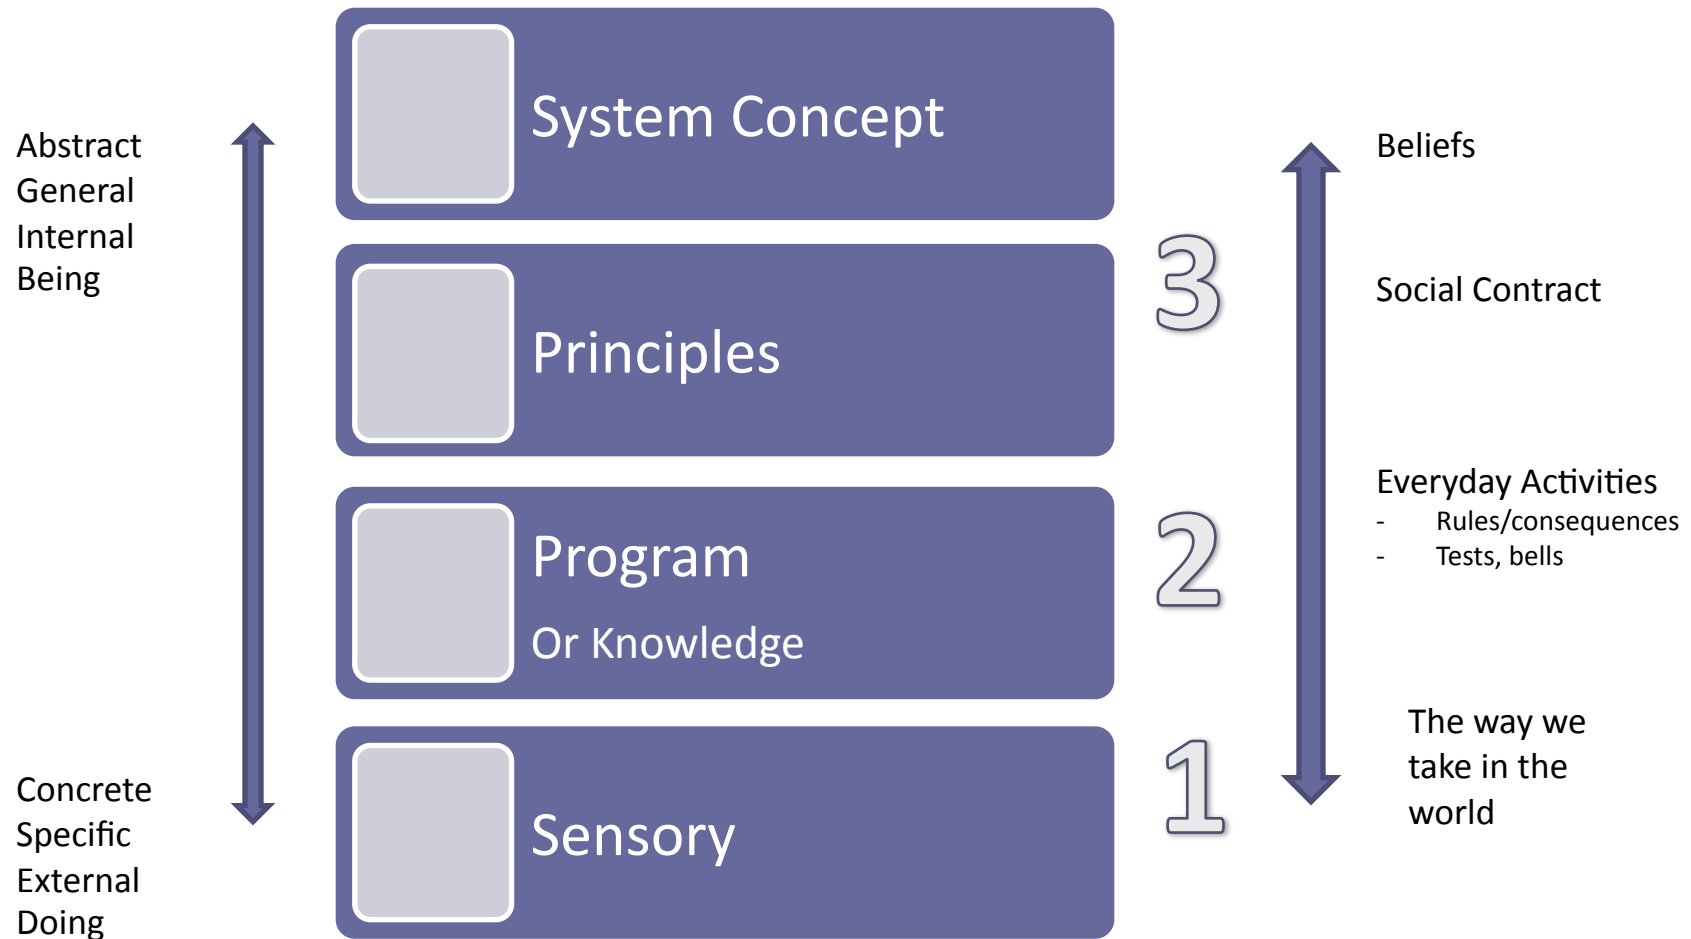 Abstract
General
Internal
Being
Concrete
Specific
External
Doing
System Concept
Principles
Program
Or Knowledge
Sensory
3
2
1
Beliefs
Social Contract
Everyday Activities
- Rules/consequences
- Tests, bells
The way we
take in the
world